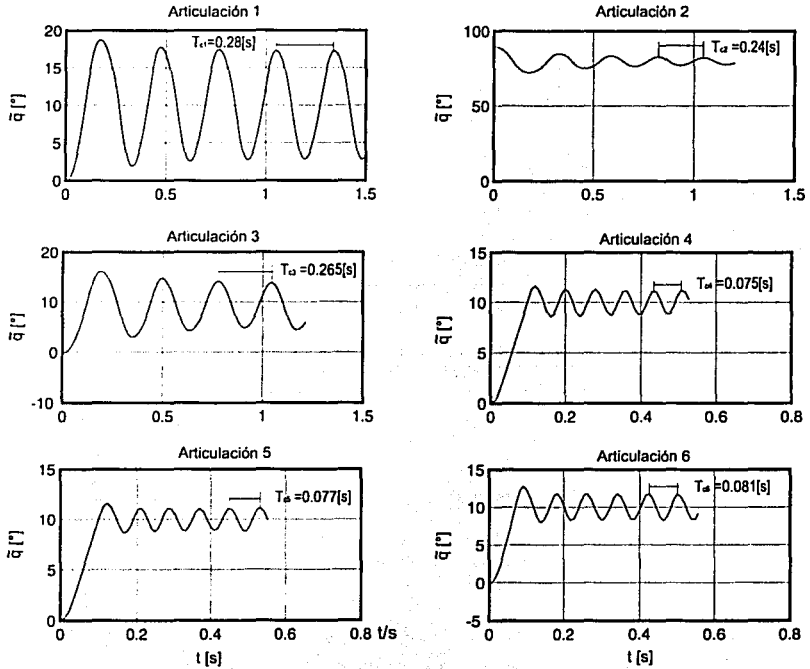 Articulación 1
20
15
10
5
0
q̃ [°]
T_c1=0.28[s]
0
0.5
1
1.5
Articulación 2
100
50
0
q̃ [°]
T_c2=0.24[s]
0
0.5
1
1.5
Articulación 3
20
10
0
-10
q̃ [°]
T_c3=0.265[s]
0
0.5
1
1.5
Articulación 4
15
10
5
0
q̃ [°]
T_c4=0.075[s]
0
0.2
0.4
0.6
0.8
Articulación 5
15
10
5
0
q̃ [°]
T_c5=0.077[s]
0
0.2
0.4
0.6
0.8
t/s
t [s]
Articulación 6
15
10
5
0
-5
q̃ [°]
T_c6=0.081[s]
0
0.2
0.4
0.6
0.8
t [s]